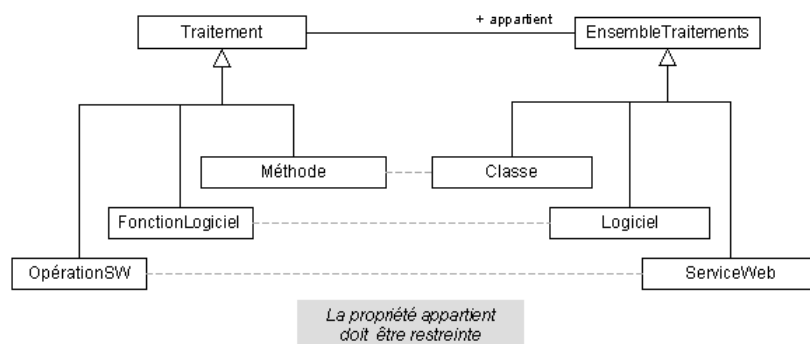 + appartient
Traitement
EnsembleTraitements
Méthode
Classe
FonctionLogiciel
Logiciel
OpérationSW
ServiceWeb
La propriété appartient
doit être restreinte